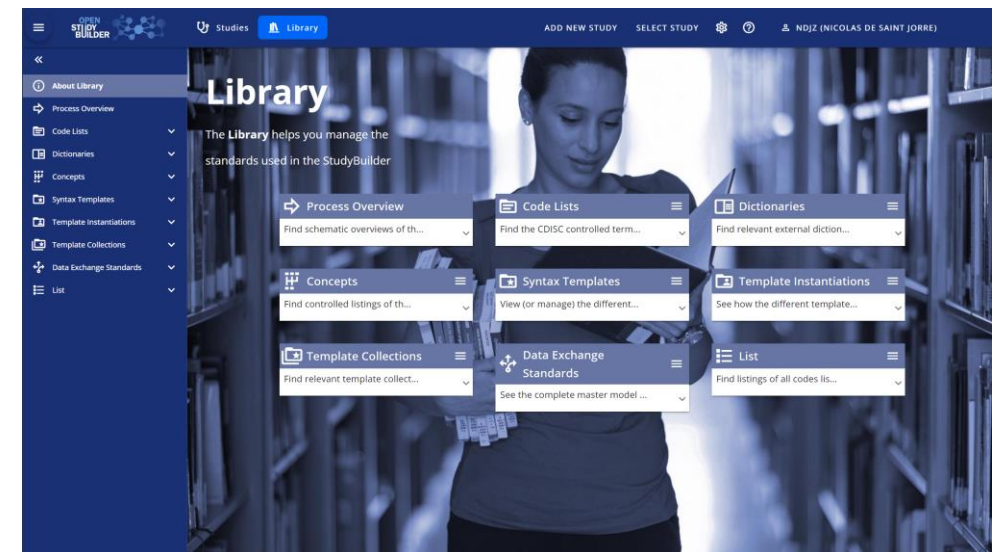 OPEN
STUDY
BUILDER
Studies
Library
ADD NEW STUDY
SELECT STUDY
NDJZ (NICOLAS DE SAINT JORRE)
About Library
Process Overview
Code Lists
Dictionaries
Concepts
Syntax Templates
Template Instantiations
Template Collections
Data Exchange Standards
List
Library
The Library helps you manage the
standards used in the StudyBuilder
Process Overview
Find schematic overviews of th...
Code Lists
Find the CDISC controlled term...
Dictionaries
Find relevant external diction...
Concepts
Find controlled listings of th...
Syntax Templates
View (or manage) the different...
Template Instantiations
See how the different template...
Template Collections
Find relevant template collect...
Data Exchange
Standards
See the complete master model ...
List
Find listings of all codes lis...